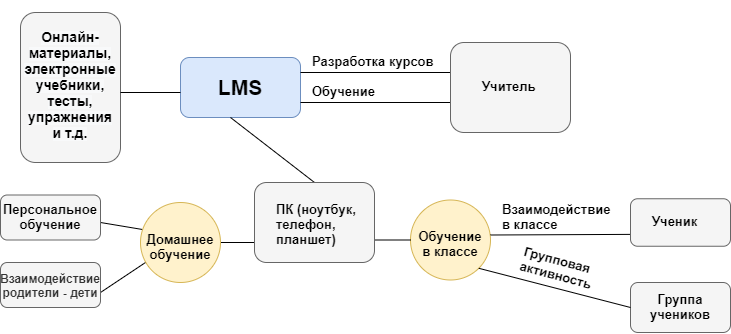 Онлайн-
материалы,
электронные
учебники,
тесты,
упражнения
и т.д.
LMS
Разработка курсов
Обучение
Учитель
Персональное
обучение
Взаимодействие
родители - дети
Домашнее
обучение
ПК (ноутбук,
телефон,
планшет)
Обучение
в классе
Взаимодействие
в классе
Групповая
активность
Ученик
Группа
учеников